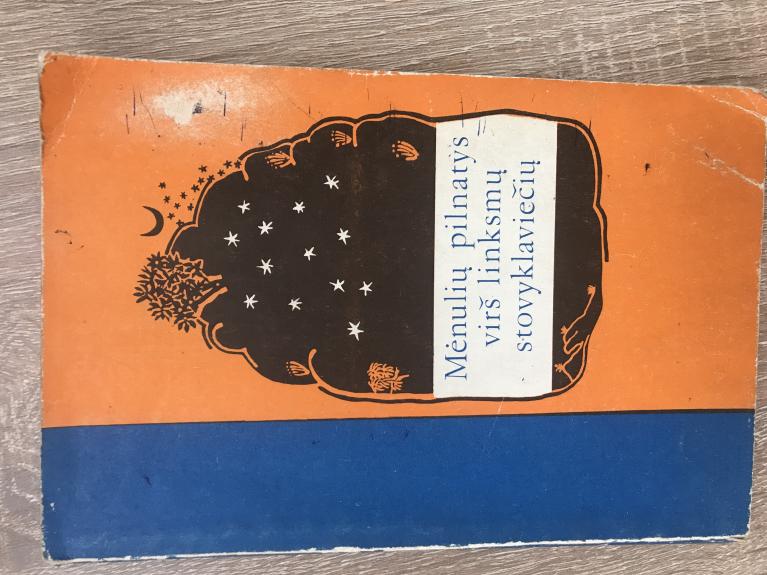 Mėnulių pilnatys
virš linksmų
stovyklaviečių